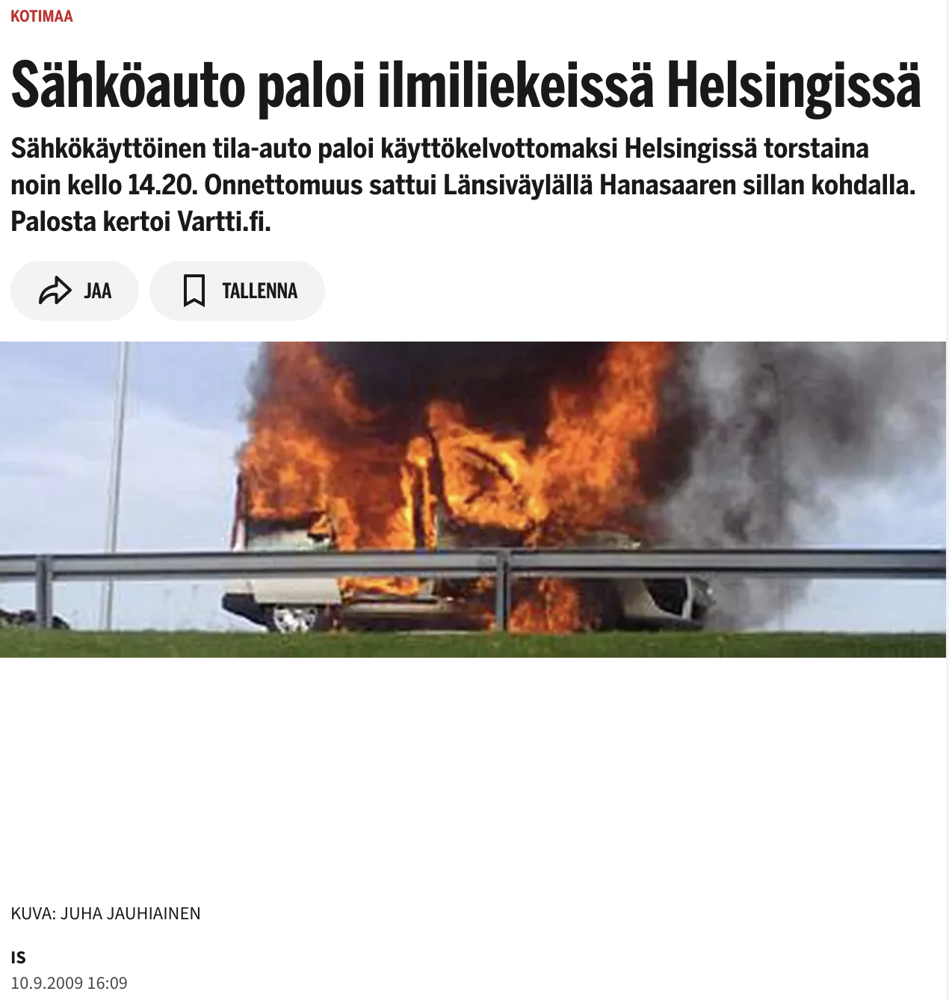 KOTIMAA
Sähköauto paloi ilmiliekeissä Helsingissä
Sähkökäyttöinen tila-auto paloi käyttökelvottomaksi Helsingissä torstaina
noin kello 14.20. Onnettomuus sattui Länsiväylällä Hanasaaren sillan kohdalla.
Palosta kertoi Vartti.fi.
JAA TALLENNA
KUVA: JUHA JAUHIAINEN
IS
10.9.2009 16:09